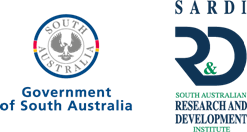 SOUTH
AUSTRALIA
Government
of South Australia
SARDI
R&D
SOUTH AUSTRALIAN
RESEARCH AND
DEVELOPMENT
INSTITUTE